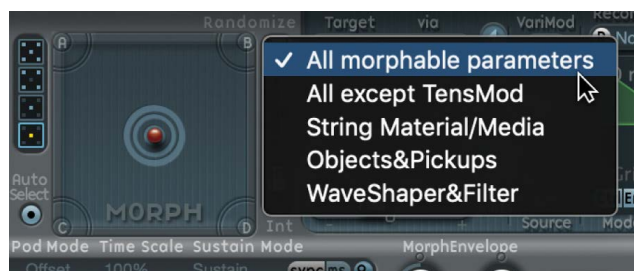 Randomize Target via VariMod
A B
✓ All morphable parameters
All except TensMod
String Material/Media
Objects&Pickups
WaveShaper&Filter
Auto
Select
MORPH
C D Int
Source
Pod Mode Time Scale Sustain Mode MorphEnvelope
Offset 100% Sustain sync ms